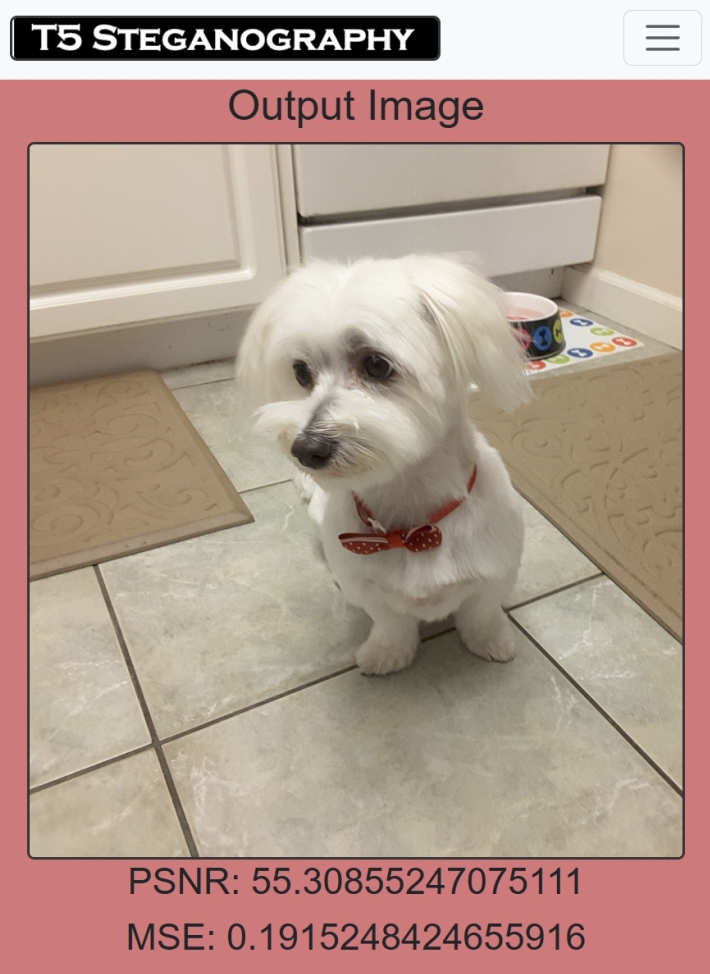 T5 STEGANOGRAPHY
Output Image
PSNR: 55.30855247075111
MSE: 0.1915248424655916